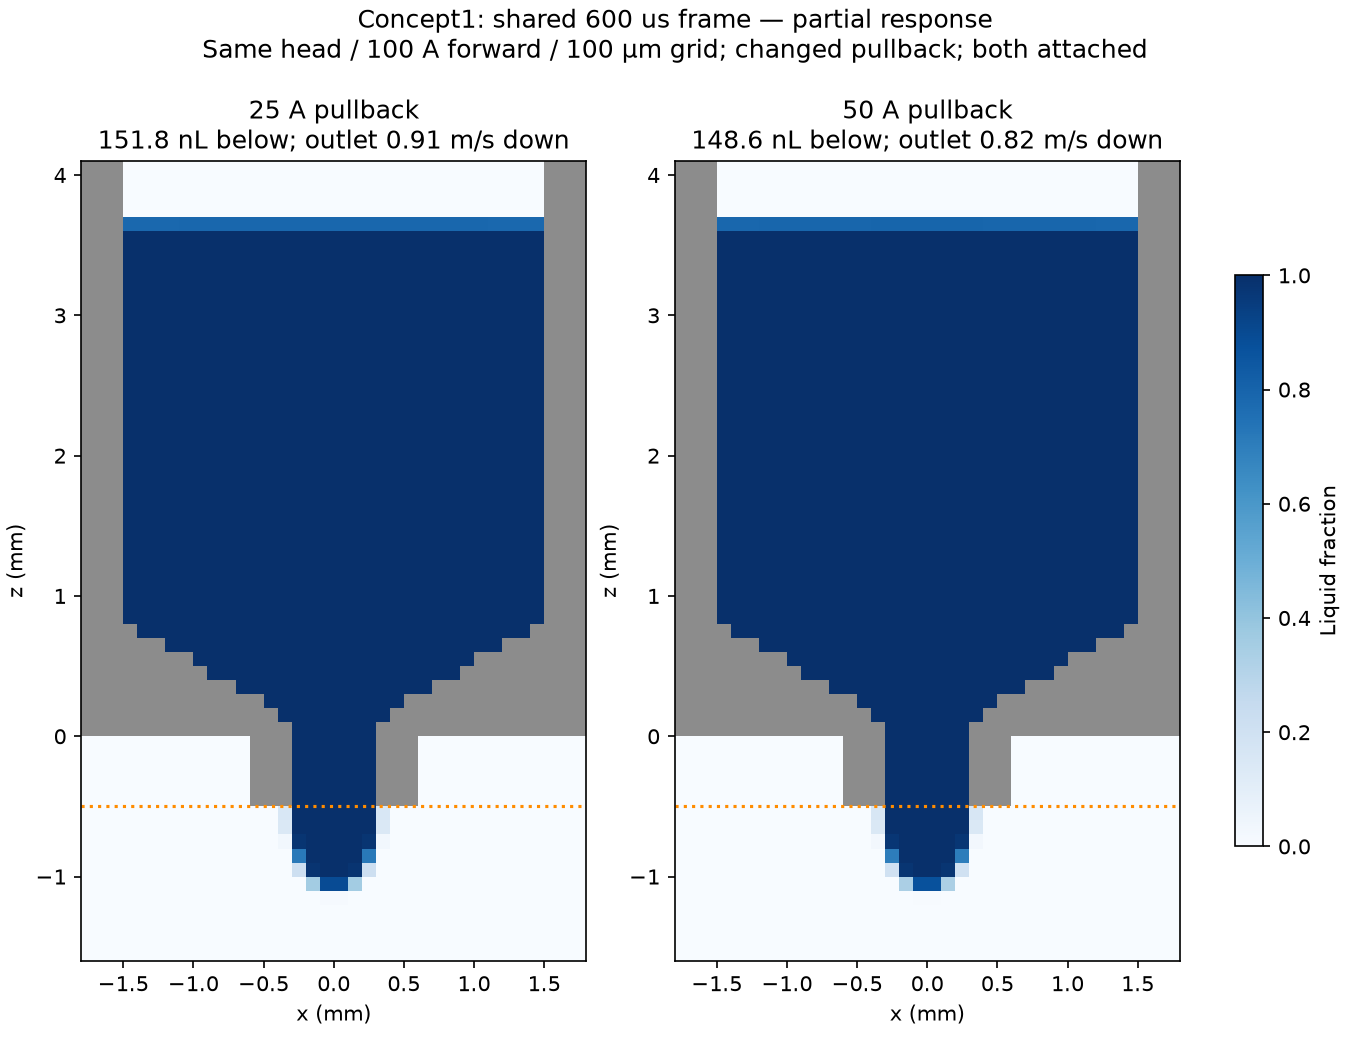 Concept1: shared 600 us frame — partial response
Same head / 100 A forward / 100 μm grid; changed pullback; both attached
25 A pullback
151.8 nL below; outlet 0.91 m/s down
50 A pullback
148.6 nL below; outlet 0.82 m/s down
4
3
2
1
0
−1
z (mm)
−1.5 −1.0 −0.5 0.0 0.5 1.0 1.5
x (mm)
4
3
2
1
0
−1
z (mm)
−1.5 −1.0 −0.5 0.0 0.5 1.0 1.5
x (mm)
1.0
0.8
0.6
0.4
0.2
0.0
Liquid fraction